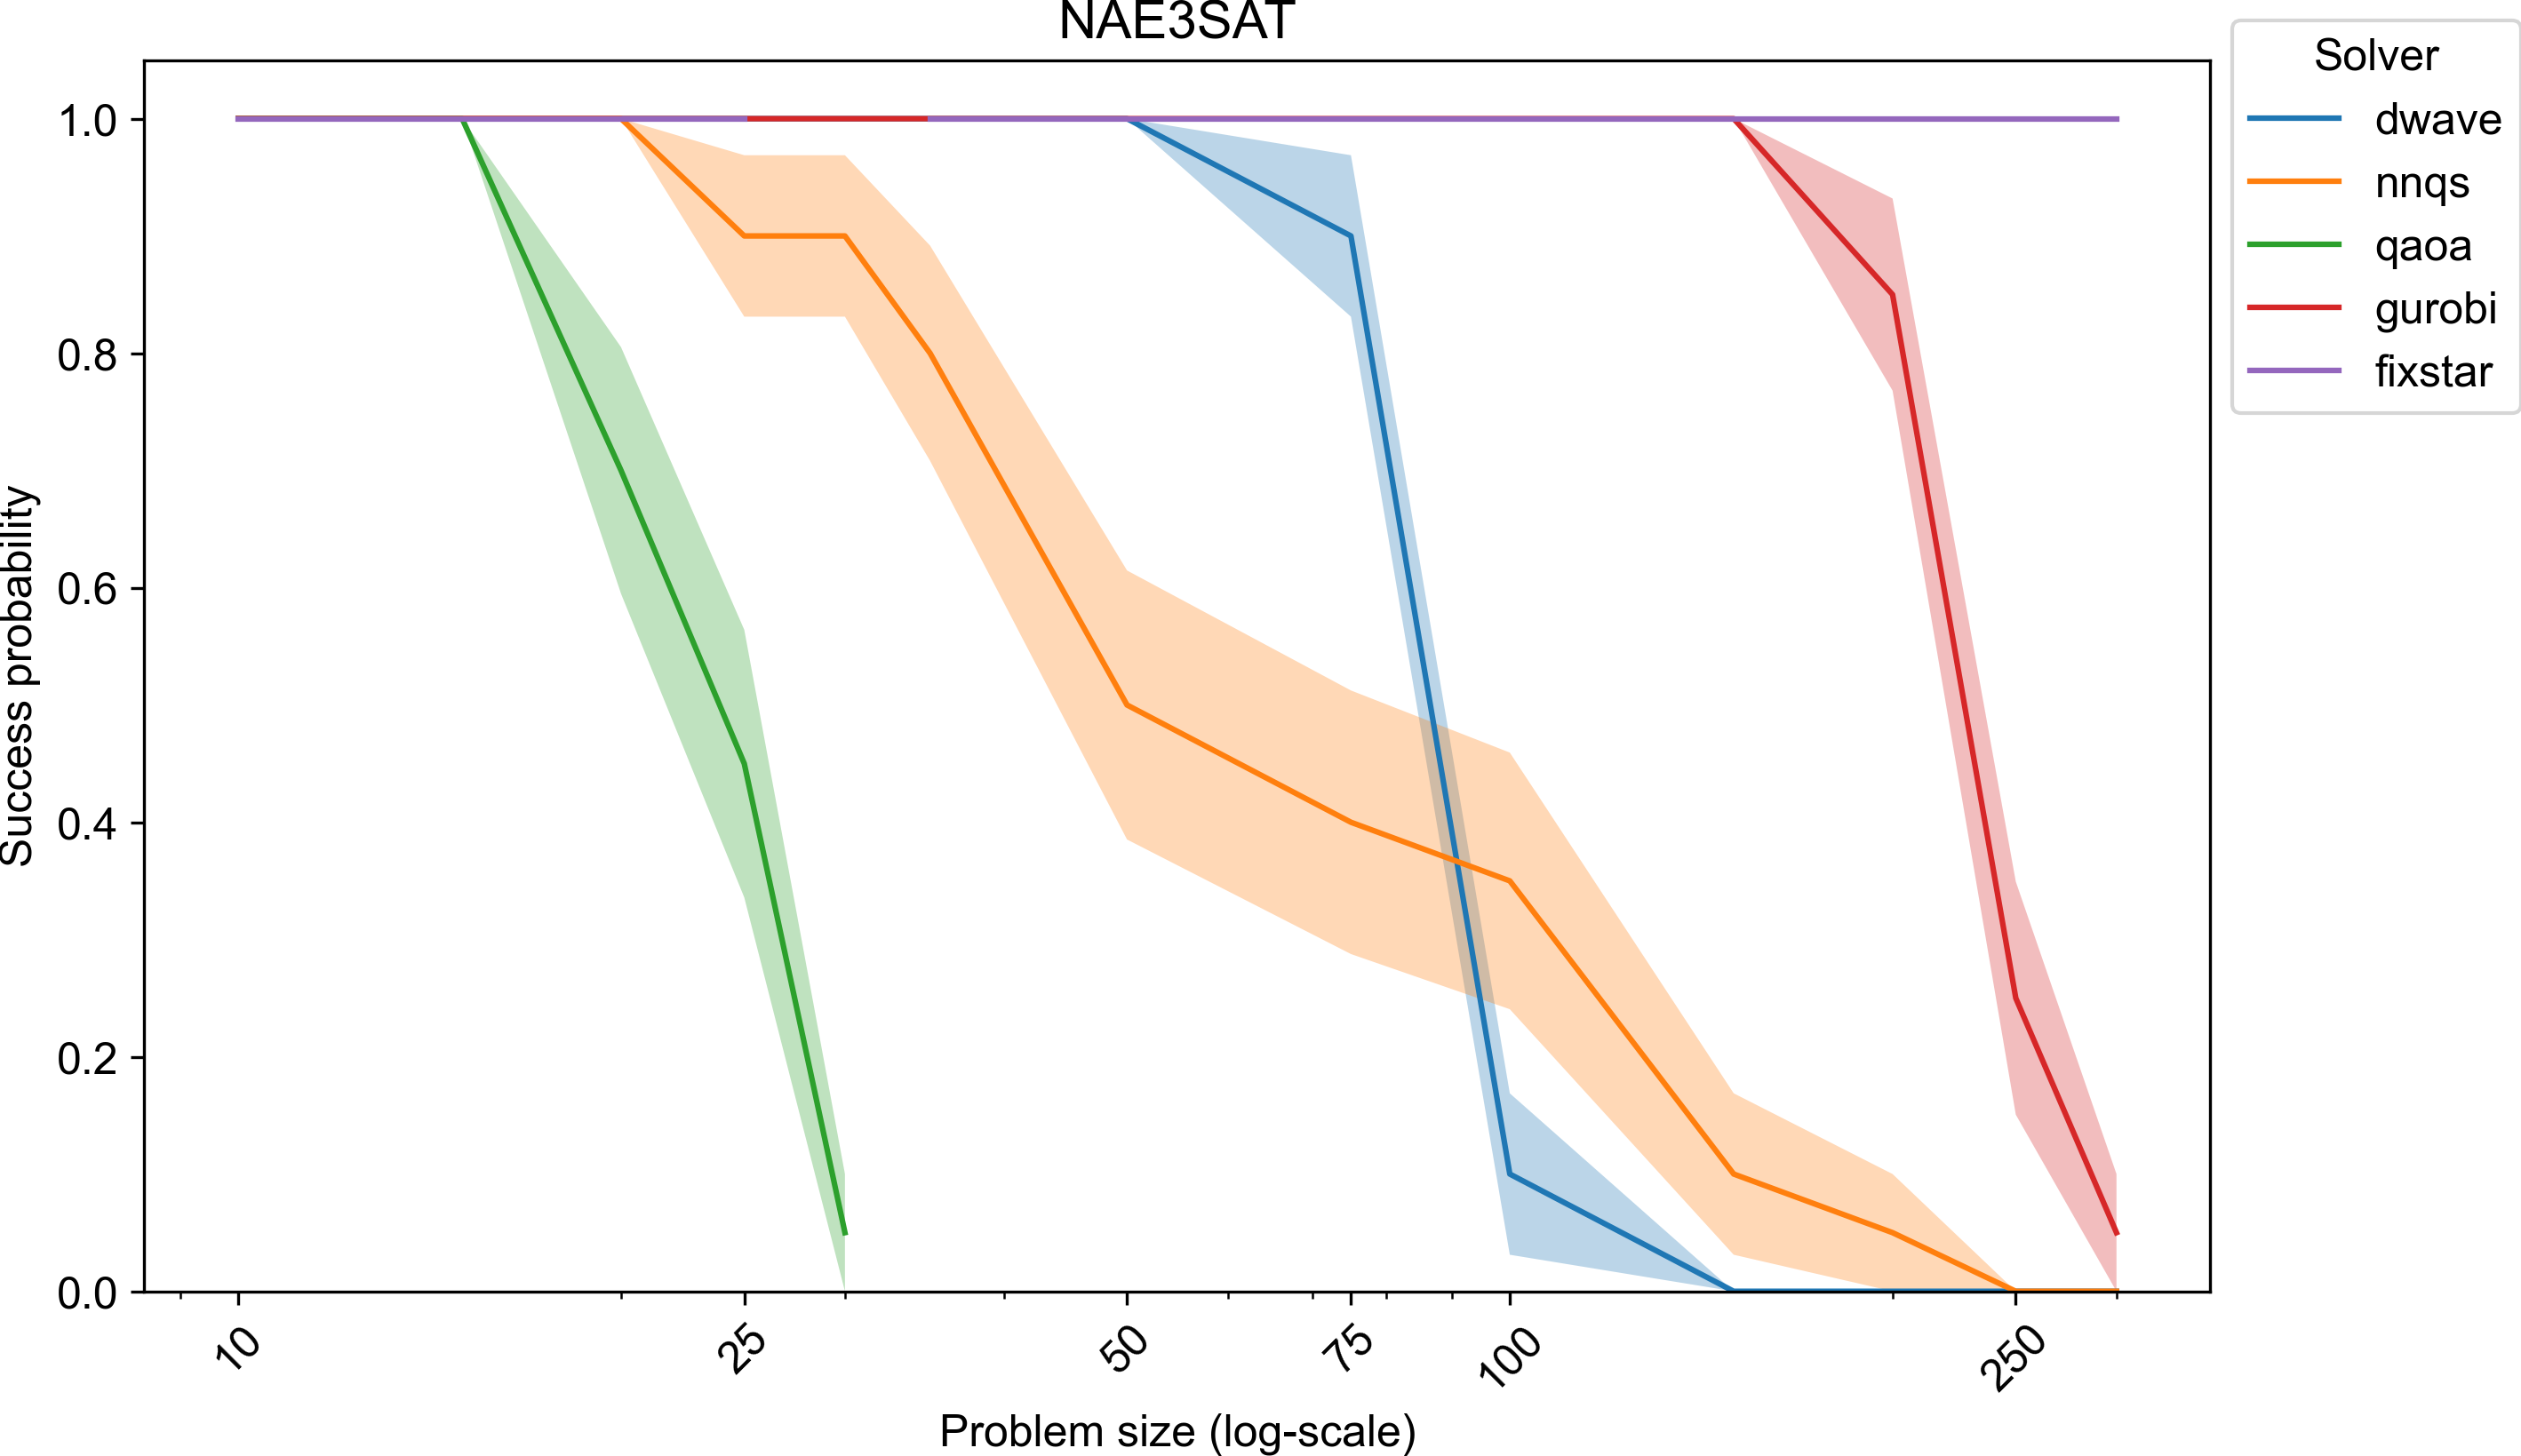 NAE3SAT
Solver
dwave
nnqs
qaoa
gurobi
fixstar
Success probability
1.0
0.8
0.6
0.4
0.2
0.0
10
25
50
75
100
250
Problem size (log-scale)